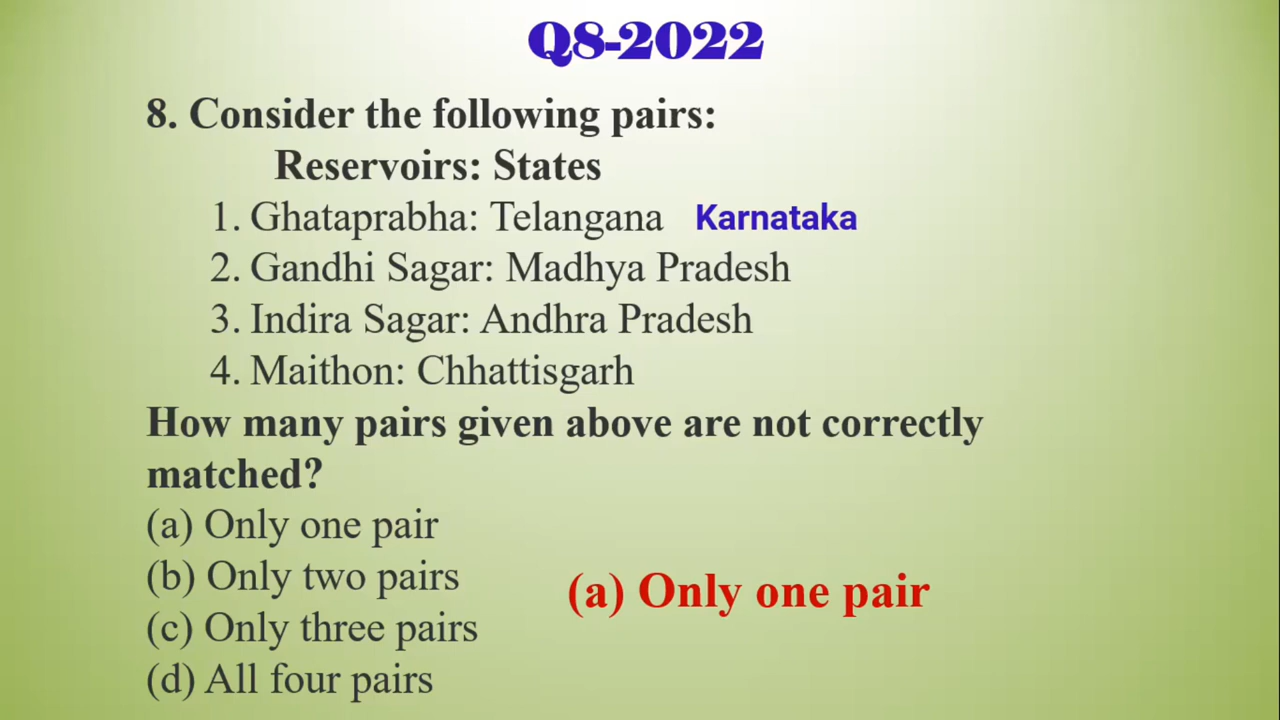 Q8-2022
8. Consider the following pairs:
Reservoirs: States
1. Ghataprabha: Telangana Karnataka
2. Gandhi Sagar: Madhya Pradesh
3. Indira Sagar: Andhra Pradesh
4. Maithon: Chhattisgarh
How many pairs given above are not correctly
matched?
(a) Only one pair
(b) Only two pairs
(a) Only one pair
(c) Only three pairs
(d) All four pairs